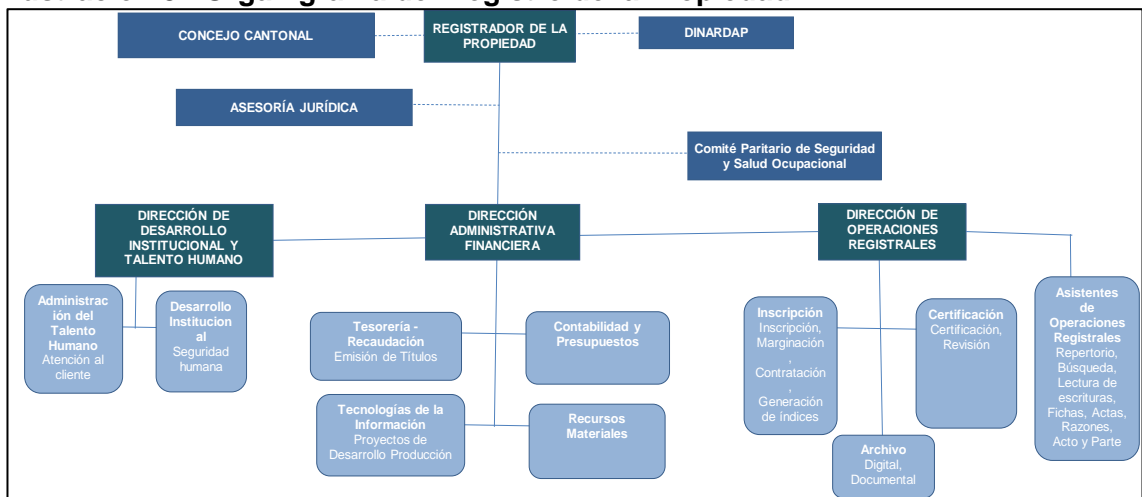 CONCEJO CANTONAL
REGISTRADOR DE LA
PROPIEDAD
DINARDAP
ASESORÍA JURÍDICA
Comité Paritario de Seguridad
y Salud Ocupacional
DIRECCIÓN DE
DESARROLLO
INSTITUCIONAL Y
TALENTO HUMANO
DIRECCIÓN
ADMINISTRATIVA
FINANCIERA
DIRECCIÓN DE
OPERACIONES
REGISTRALES
Administrac
ión del
Talento
Humano
Atención al
cliente
Desarrollo
Institucion
al
Seguridad
humana
Tesorería -
Recaudación
Emisión de Títulos
Contabilidad y
Presupuestos
Tecnologías de la
Información
Proyectos de
Desarrollo Producción
Recursos
Materiales
Inscripción
Inscripción,
Marginación
,
Contratación
,
Generación
de índices
Certificación
Certificación,
Revisión
Archivo
Digital,
Documental
Asistentes
de
Operaciones
Registrales
Repertorio,
Búsqueda,
Lectura de
escrituras,
Fichas, Actas,
Razones,
Acto y Parte